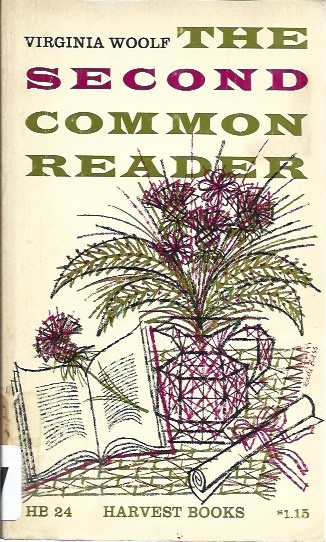 VIRGINIA WOOLF THE
SECOND
COMMON
READER
HB 24 HARVEST BOOKS $1.15